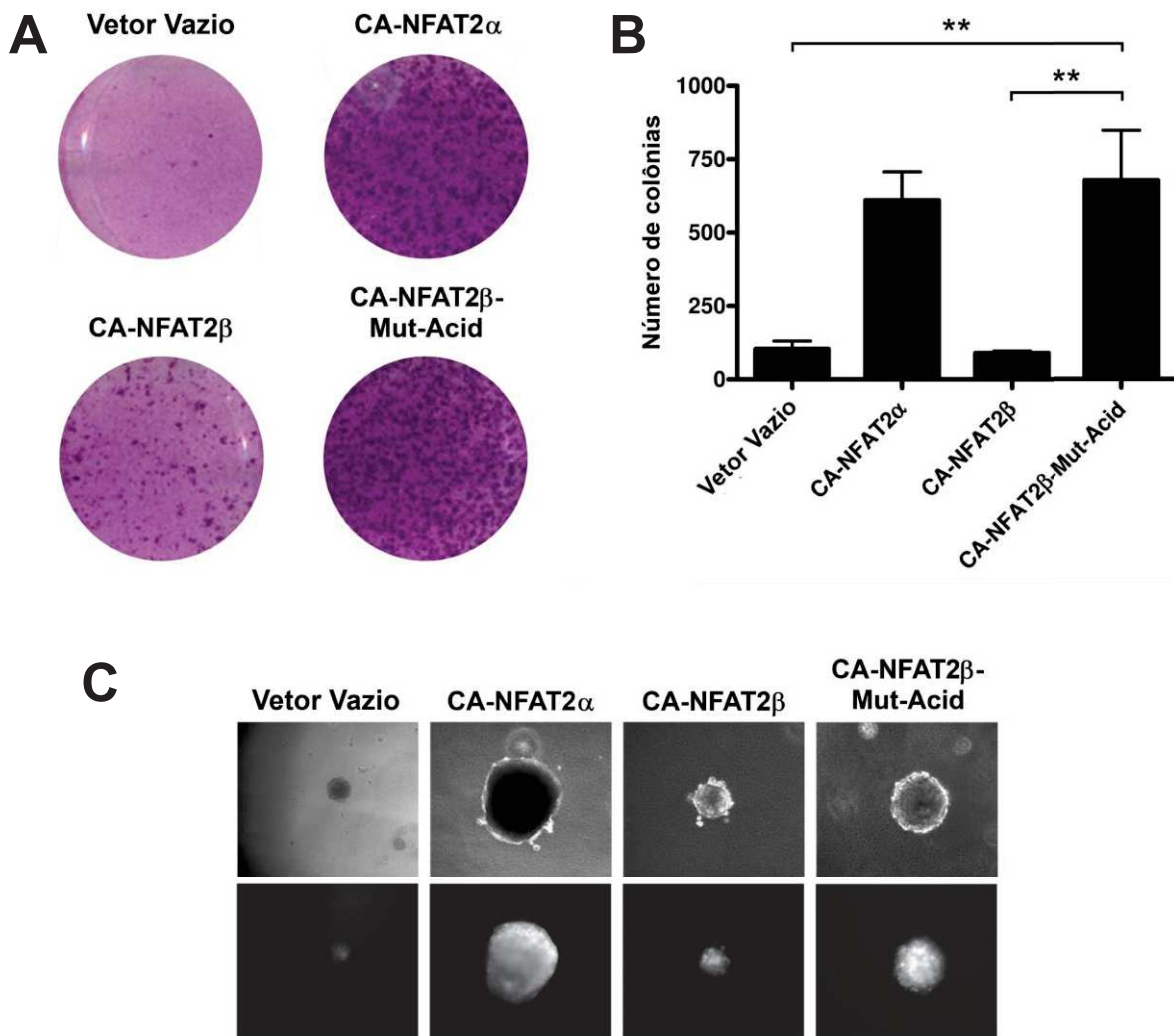 A
Vetor Vazio
CA-NFAT2α
CA-NFAT2β
CA-NFAT2β-
Mut-Acid
B
**
**
Número de colônias
1000
750
500
250
0
Vetor Vazio
CA-NFAT2α
CA-NFAT2β
CA-NFAT2β-Mut-Acid
C
Vetor Vazio
CA-NFAT2α
CA-NFAT2β
CA-NFAT2β-
Mut-Acid